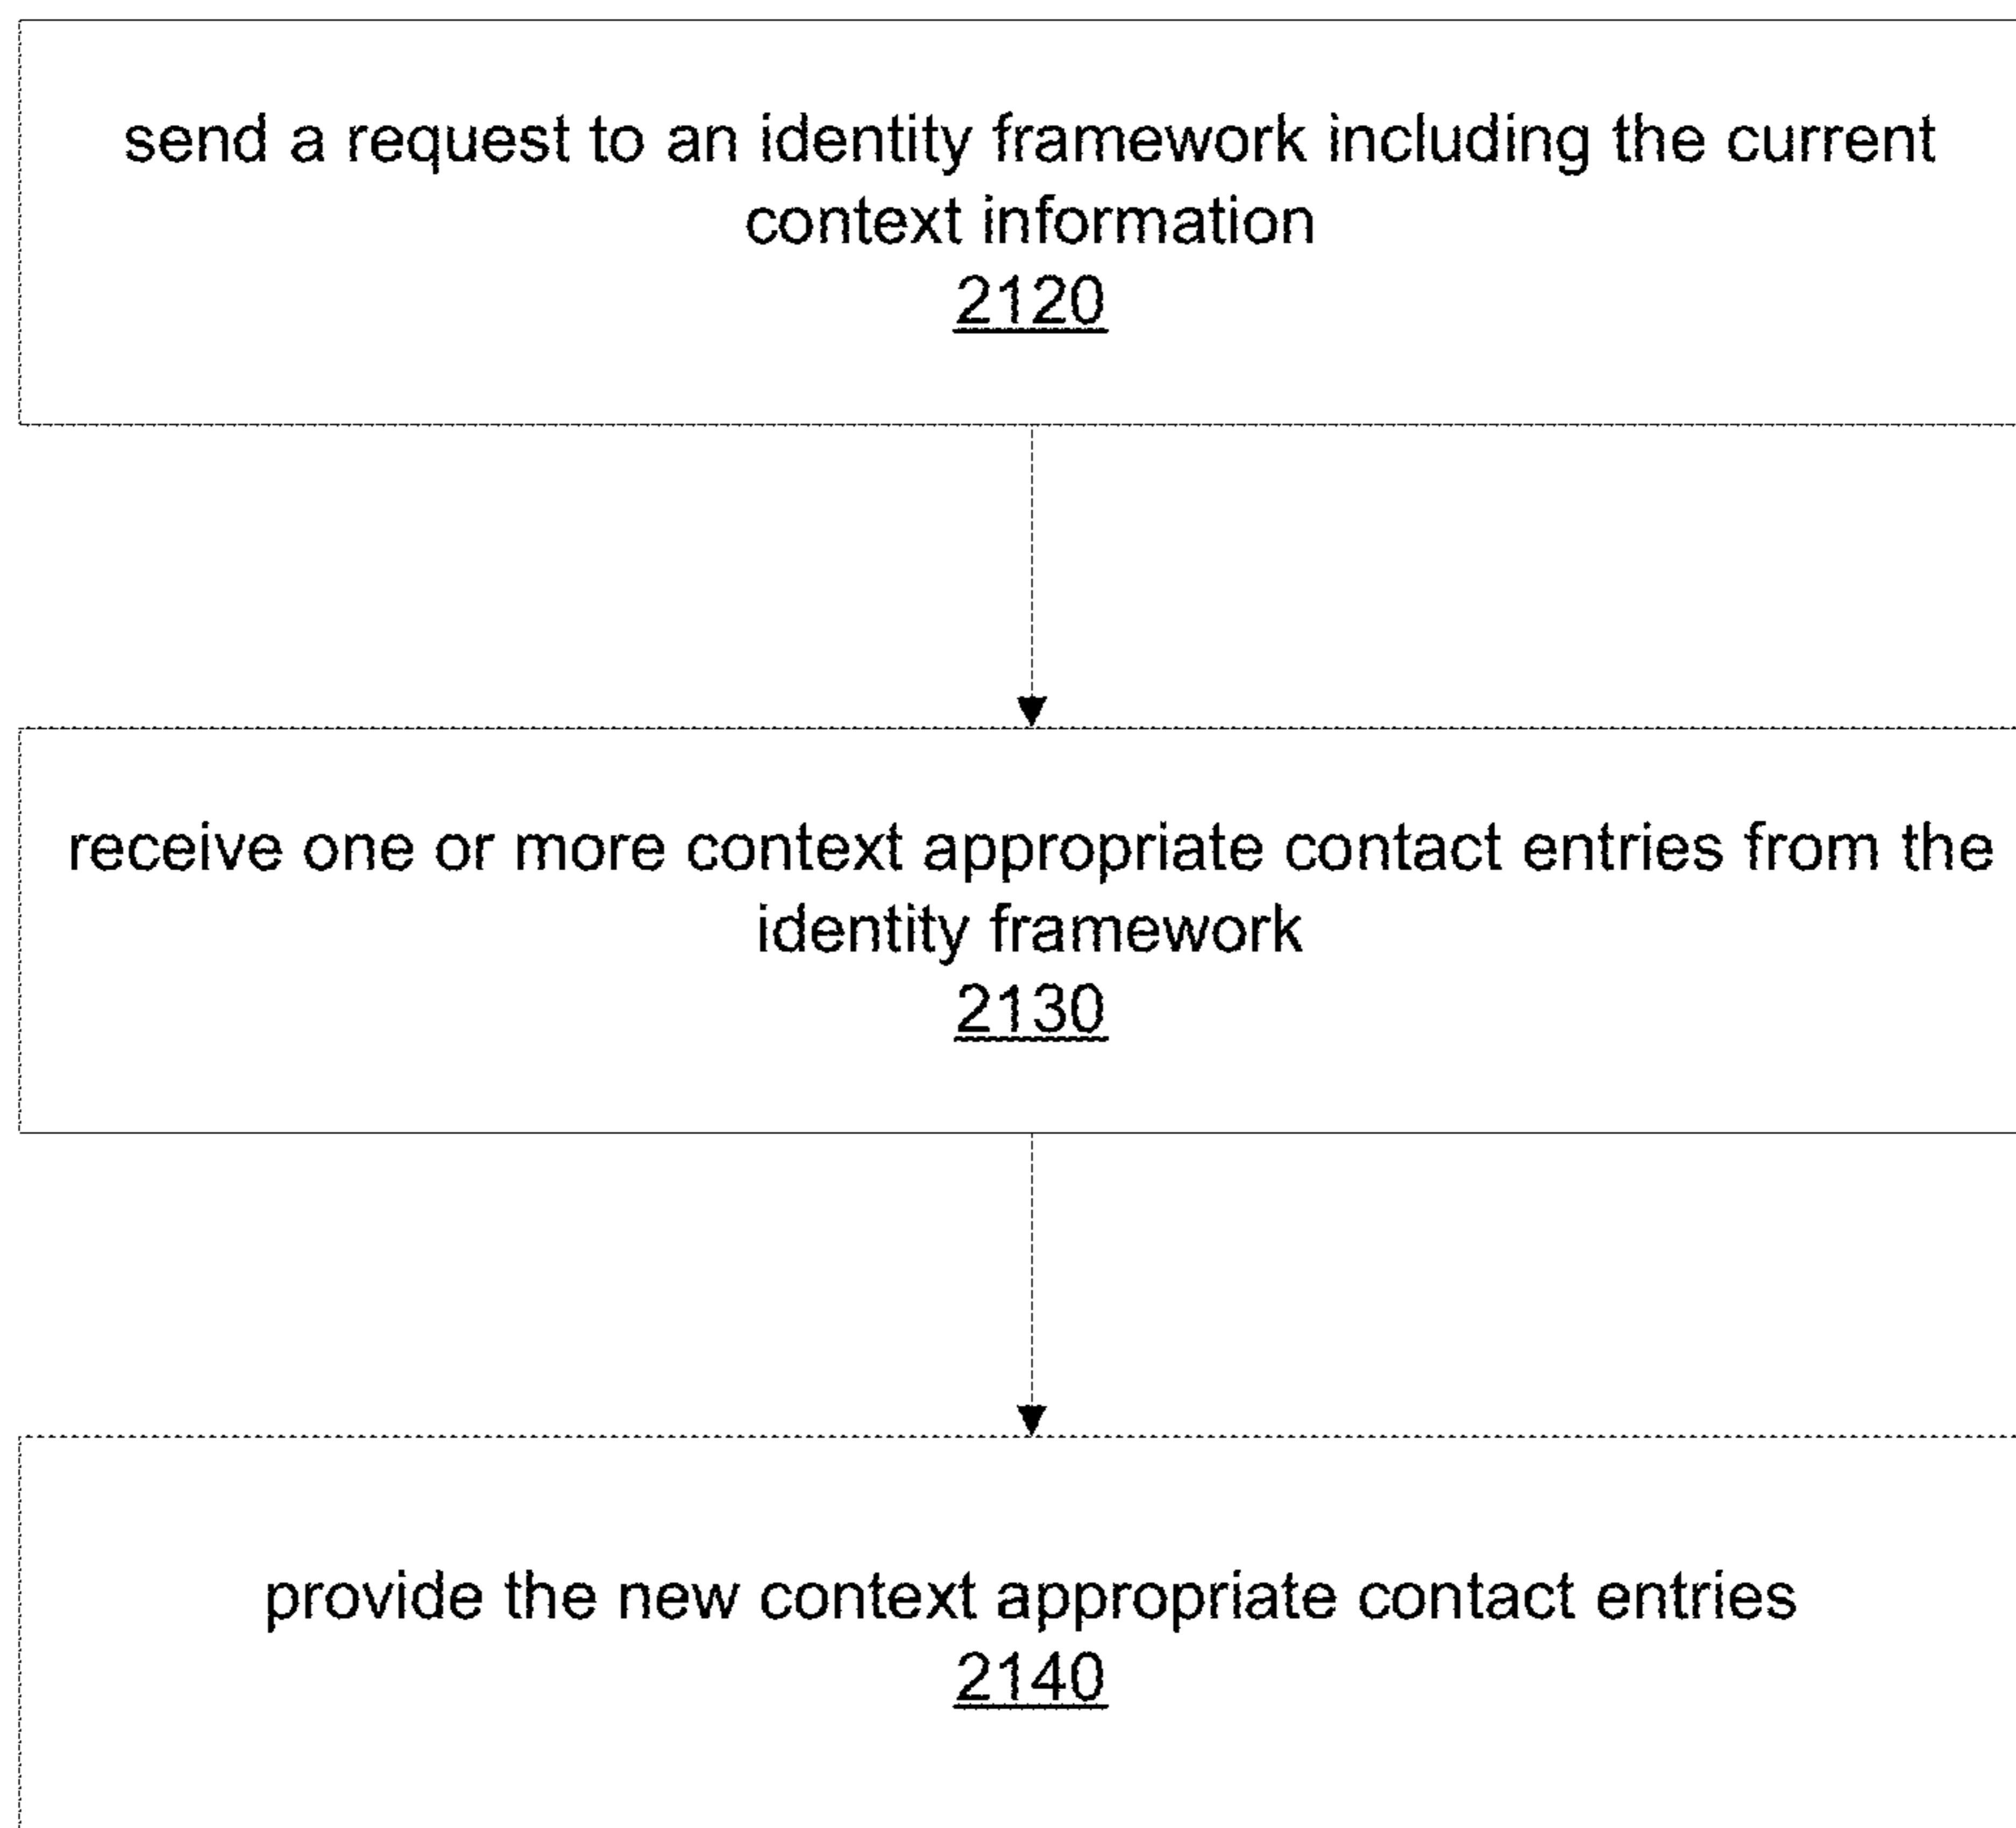 send a request to an identity framework including the current
context information
2120
receive one or more context appropriate contact entries from the
identity framework
2130
provide the new context appropriate contact entries
2140